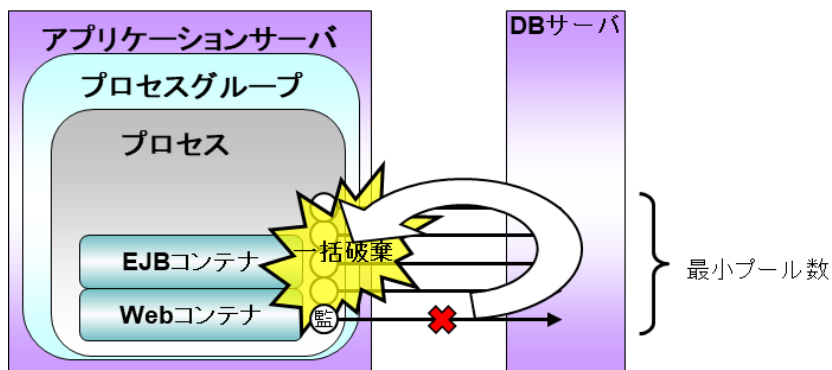 アプリケーションサーバ
DBサーバ
プロセスグループ
プロセス
一括破棄
EJBコンテナ
最小プール数
Webコンテナ
監